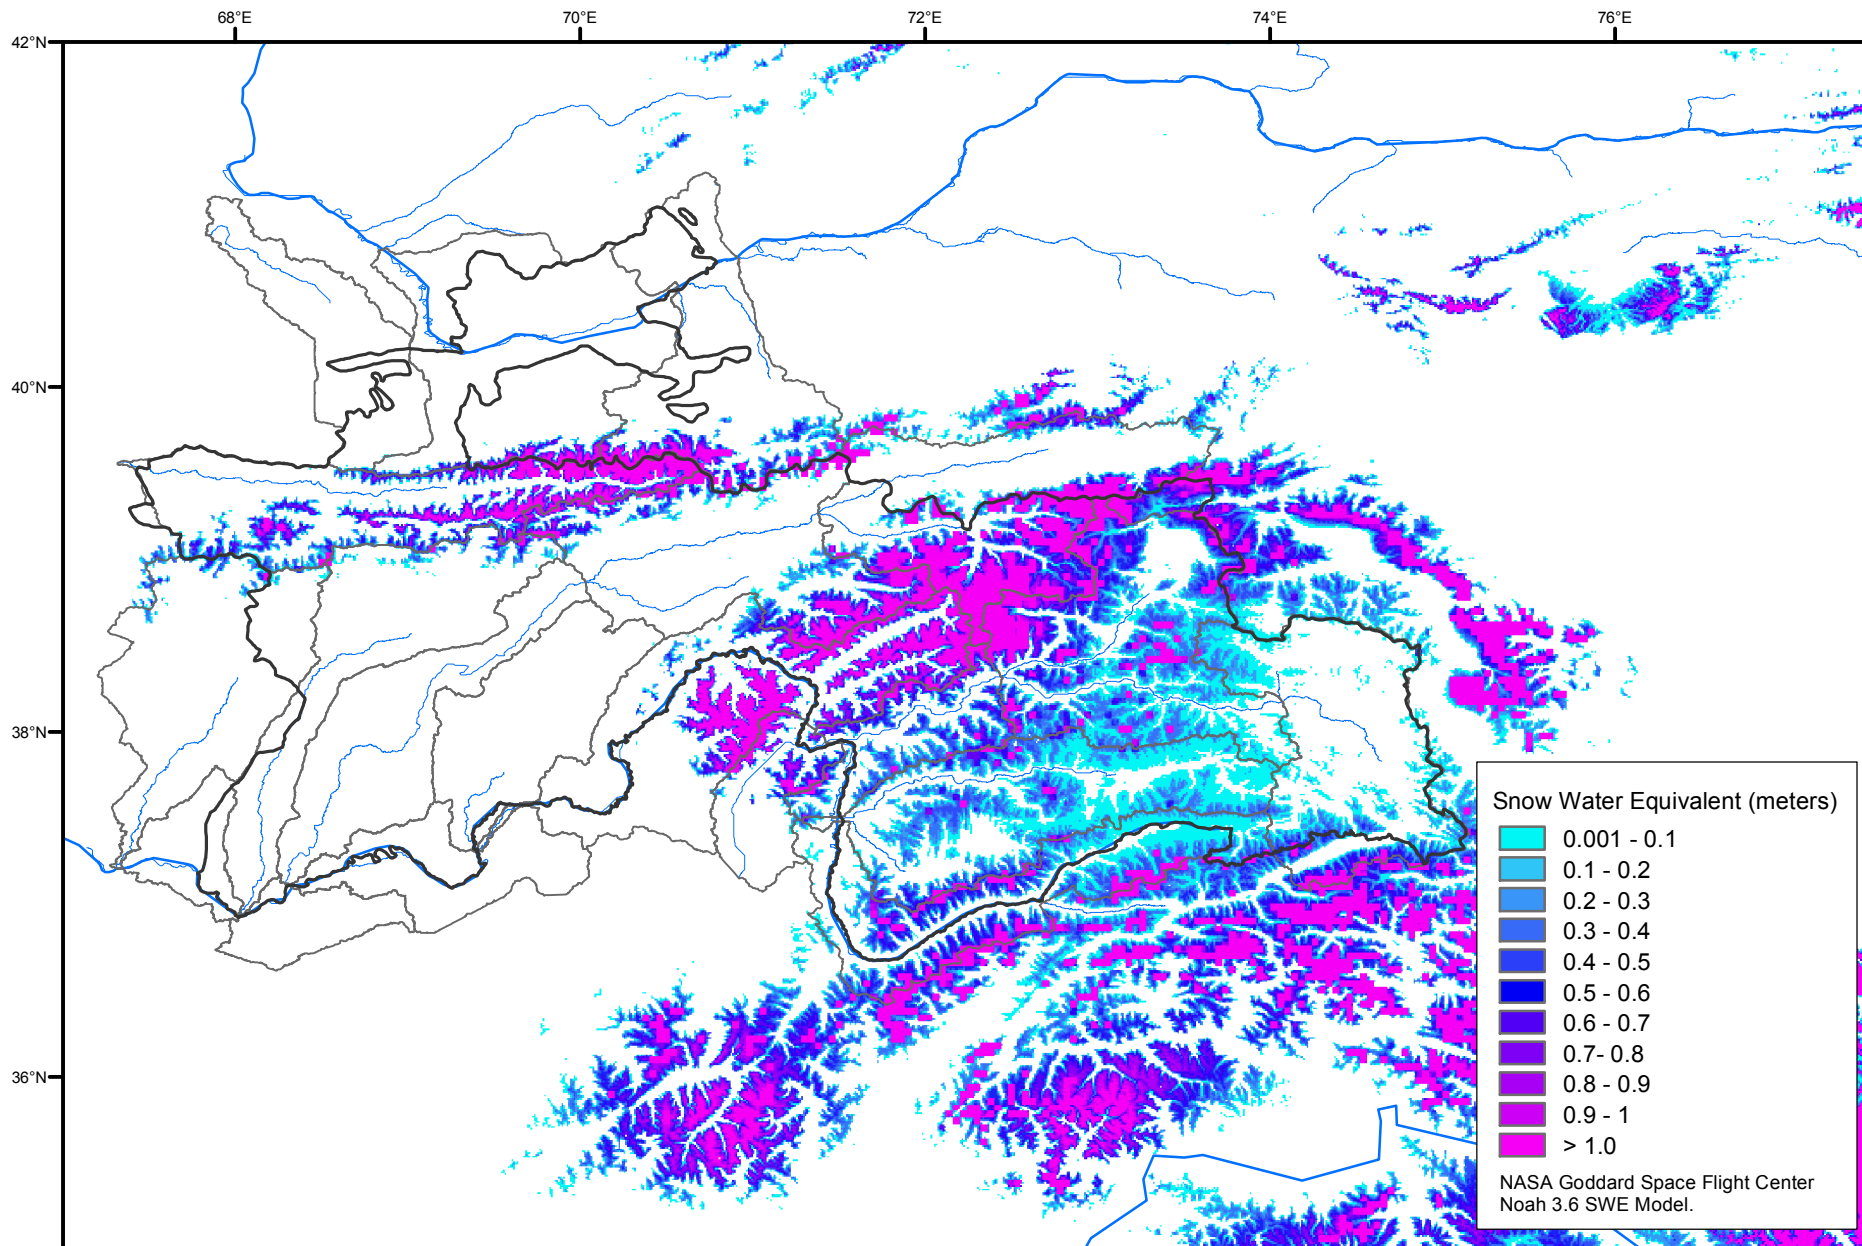 68°E
70°E
72°E
74°E
76°E
42°N
40°N
38°N
36°N
Snow Water Equivalent (meters)
0.001 - 0.1
0.1 - 0.2
0.2 - 0.3
0.3 - 0.4
0.4 - 0.5
0.5 - 0.6
0.6 - 0.7
0.7- 0.8
0.8 - 0.9
0.9 - 1
> 1.0
NASA Goddard Space Flight Center
Noah 3.6 SWE Model.